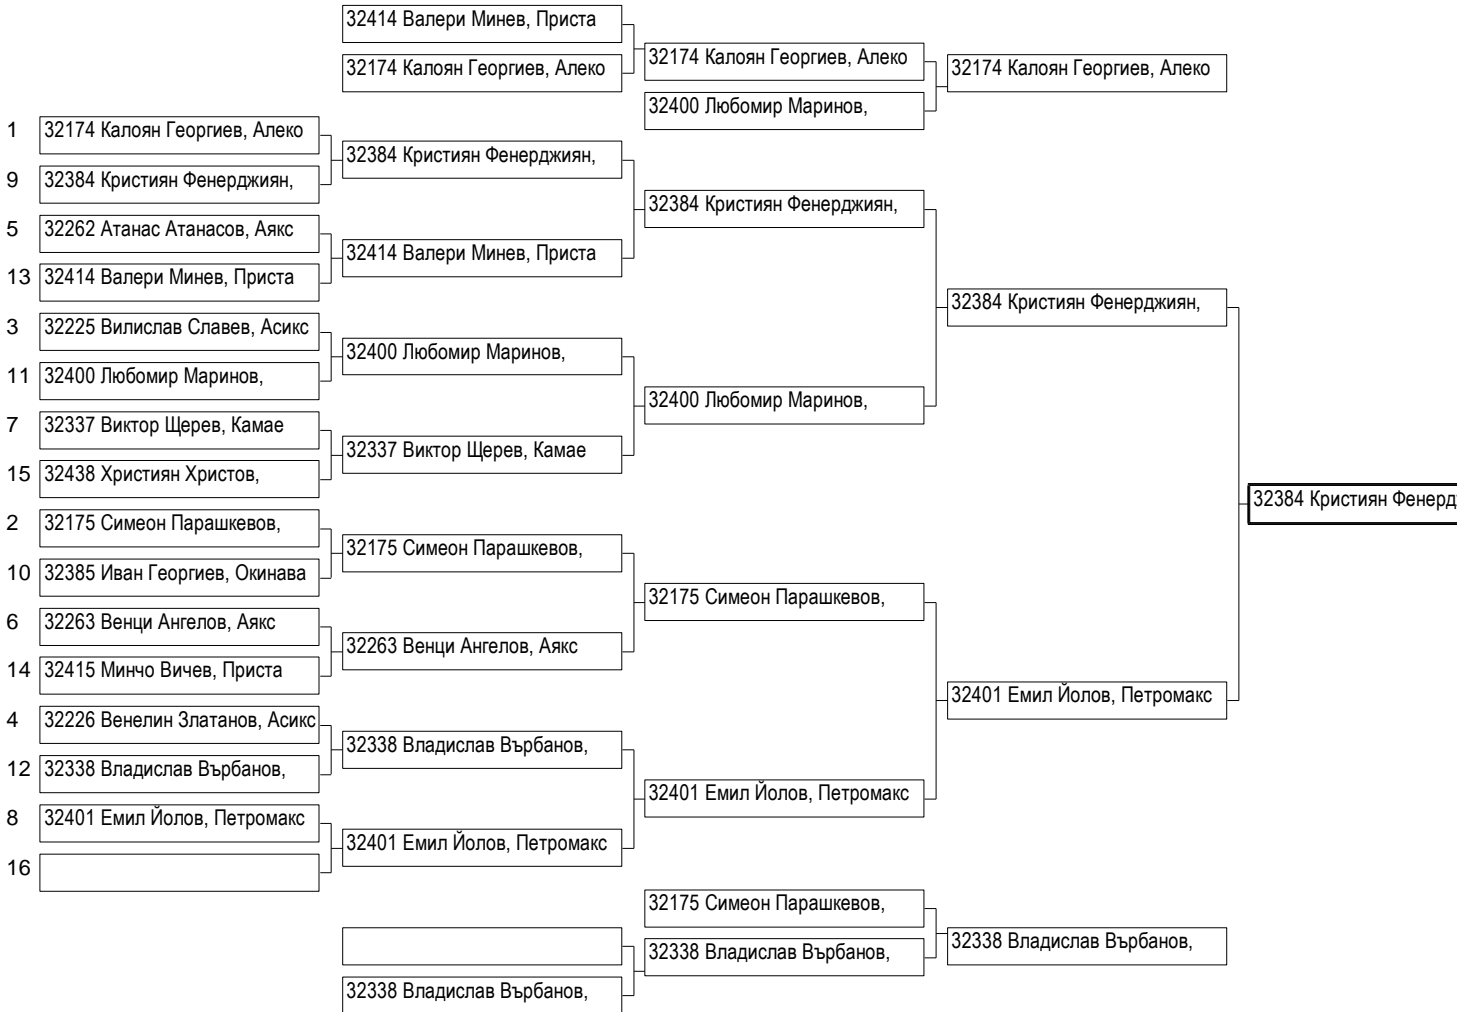 32414 Валери Минев, Приста
32174 Калоян Георгиев, Алеко
32174 Калоян Георгиев, Алеко
32400 Любомир Маринов,
32174 Калоян Георгиев, Алеко
1 32174 Калоян Георгиев, Алеко
9 32384 Кристиян Фенерджиян,
5 32262 Атанас Атанасов, Аякс
13 32414 Валери Минев, Приста
3 32225 Вилислав Славев, Асикс
11 32400 Любомир Маринов,
7 32337 Виктор Щерев, Камае
15 32438 Християн Христов,
2 32175 Симеон Парашкевов,
10 32385 Иван Георгиев, Окинава
6 32263 Венци Ангелов, Аякс
14 32415 Минчо Вичев, Приста
4 32226 Венелин Златанов, Асикс
12 32338 Владислав Върбанов,
8 32401 Емил Йолов, Петромакс
16
32384 Кристиян Фенерджиян,
32414 Валери Минев, Приста
32400 Любомир Маринов,
32337 Виктор Щерев, Камае
32175 Симеон Парашкевов,
32263 Венци Ангелов, Аякс
32338 Владислав Върбанов,
32401 Емил Йолов, Петромакс
32384 Кристиян Фенерджиян,
32400 Любомир Маринов,
32175 Симеон Парашкевов,
32401 Емил Йолов, Петромакс
32384 Кристиян Фенерджиян,
32401 Емил Йолов, Петромакс
32384 Кристиян Фенерд
32338 Владислав Върбанов,
32175 Симеон Парашкевов,
32338 Владислав Върбанов,
32338 Владислав Върбанов,